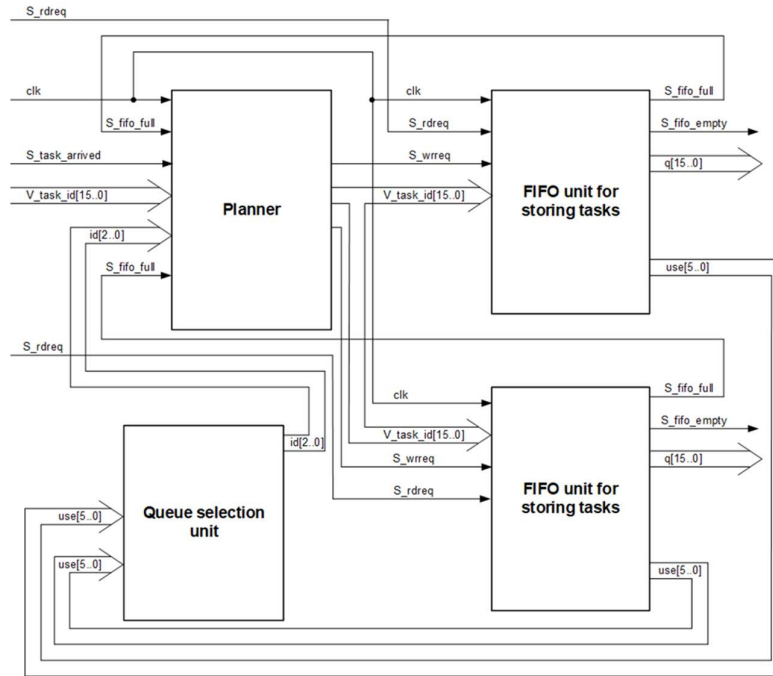 S_rdreq
clk
S_fifo_full
S_task_arrived
V_task_id[15..0]
id[2..0]
S_fifo_full
Planner
S_wrreq
V_task_id[15..0]
clk
S_rdreq
FIFO unit for
storing tasks
S_fifo_full
S_fifo_empty
q[15..0]
use[5..0]
S_rdreq
clk
V_task_id[15..0]
S_wrreq
S_rdreq
FIFO unit for
storing tasks
S_fifo_full
S_fifo_empty
q[15..0]
use[5..0]
id[2..0]
Queue selection
unit
use[5..0]
use[5..0]